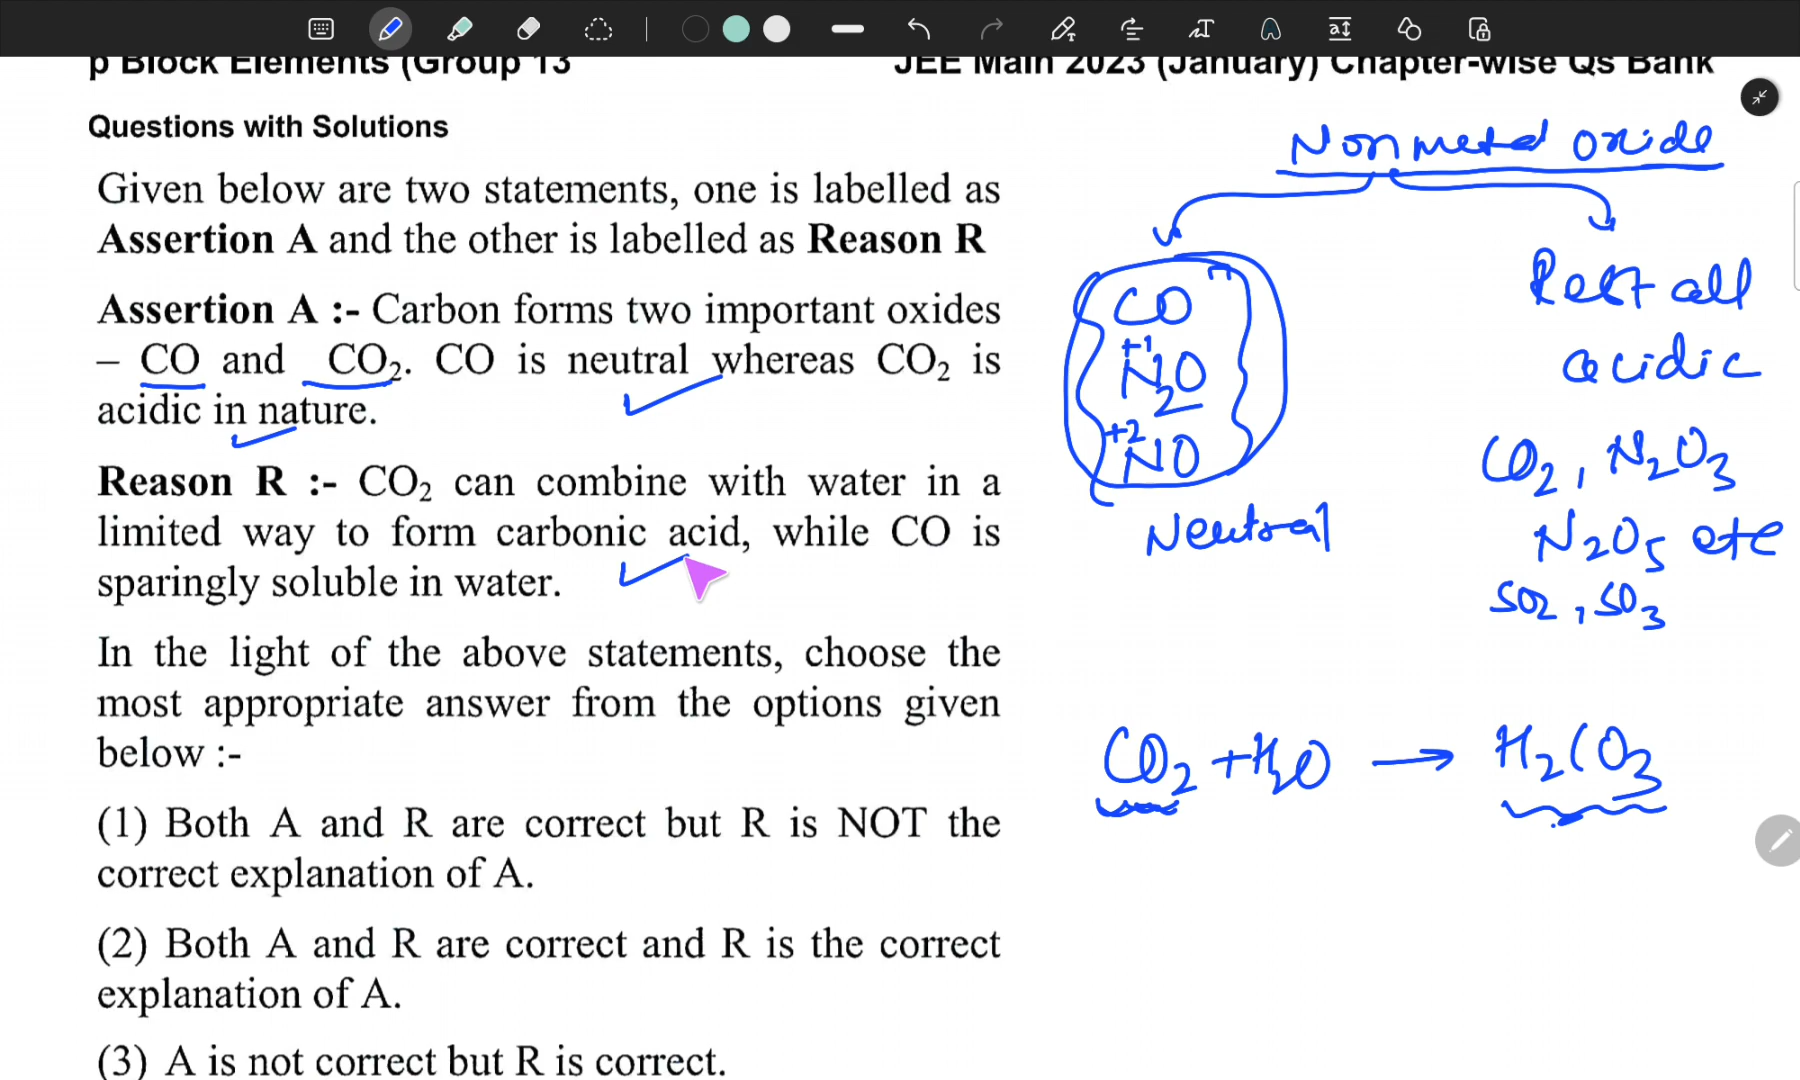 p Block Elements (Group 13
JEE Main 2023 (January) Chapter-wise Qs Bank
Questions with Solutions
Given below are two statements, one is labelled as
Assertion A and the other is labelled as Reason R
Assertion A :- Carbon forms two important oxides
– CO and CO₂. CO is neutral whereas CO₂ is
acidic in nature.
Reason R :- CO₂ can combine with water in a
limited way to form carbonic acid, while CO is
sparingly soluble in water.
In the light of the above statements, choose the
most appropriate answer from the options given
below :-
(1) Both A and R are correct but R is NOT the
correct explanation of A.
(2) Both A and R are correct and R is the correct
explanation of A.
(3) A is not correct but R is correct.
Nonmetal oxide
CO
+1
N₂O
+2
NO
Neutral
Rest all
acidic
CO₂, N₂O₃
N₂O₅ etc
SO₂, SO₃
CO₂ + H₂O → H₂CO₃